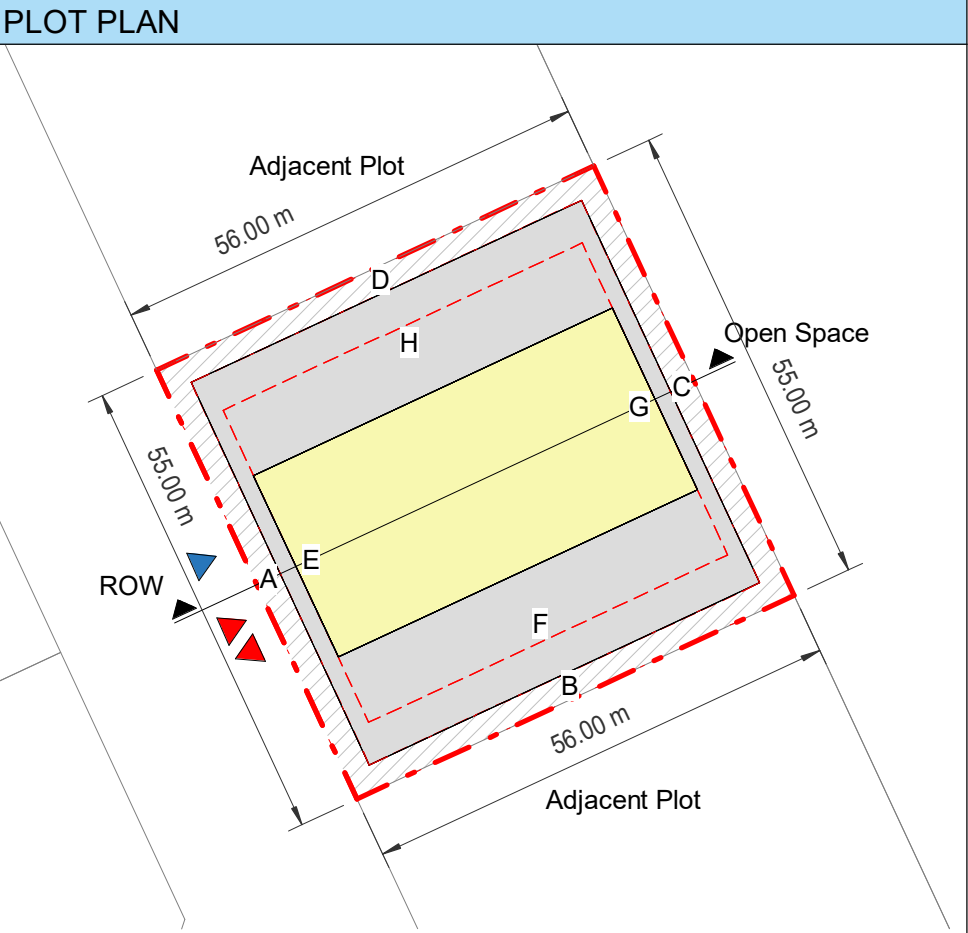 PLOT PLAN
Adjacent Plot
56.00 m
D
H
Open Space
C
G
55.00 m
55.00 m
E
A
ROW
F
B
56.00 m
Adjacent Plot